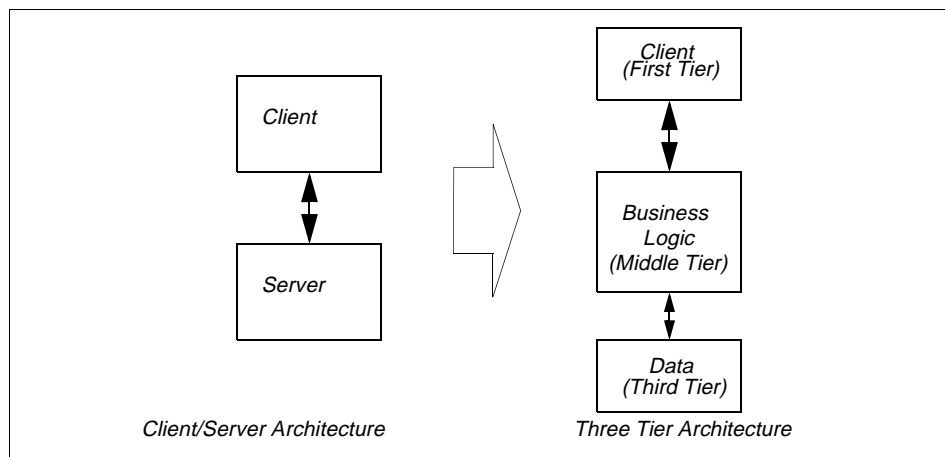 Client
Server
Client/Server Architecture
Client
(First Tier)
Business
Logic
(Middle Tier)
Data
(Third Tier)
Three Tier Architecture